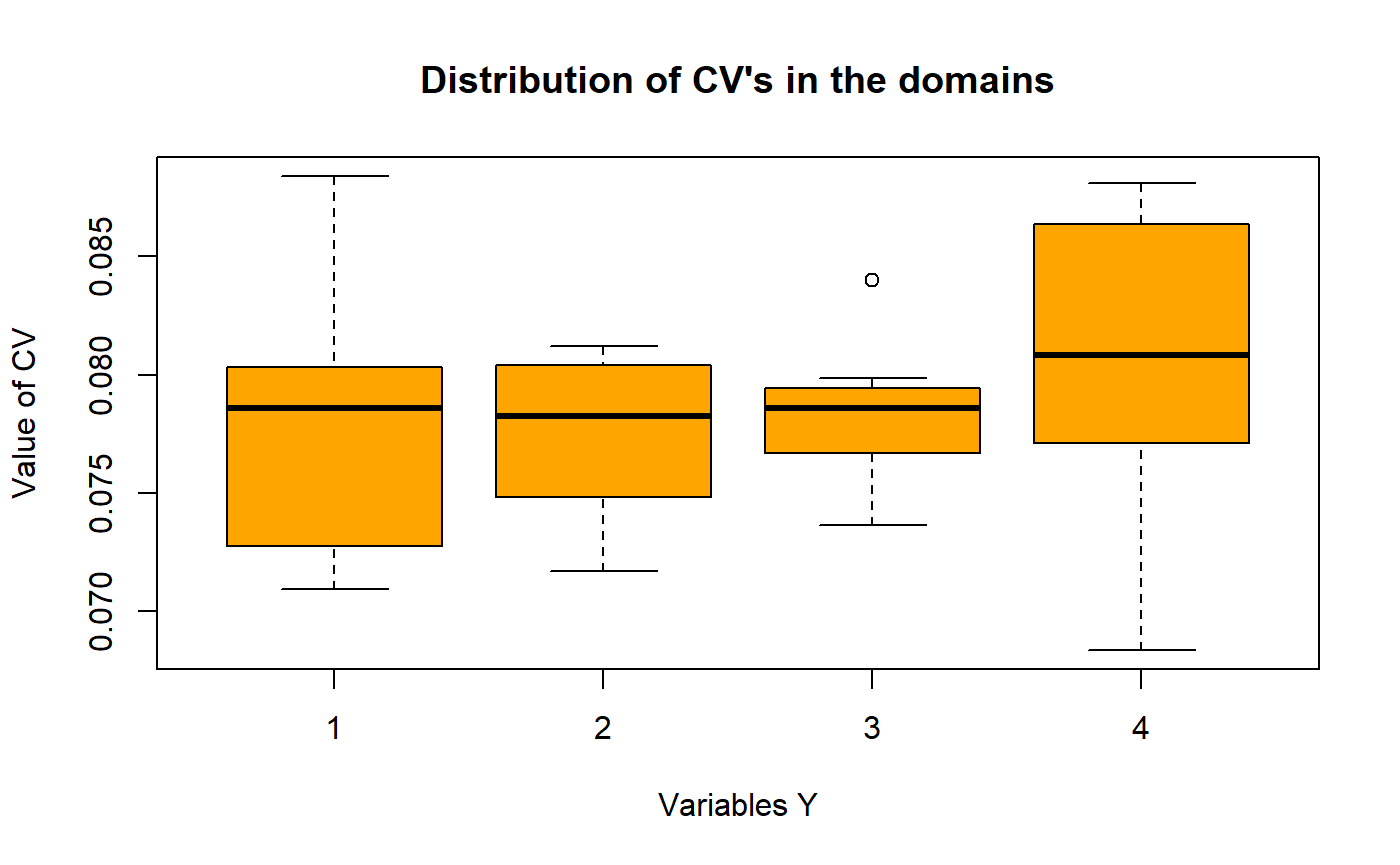 Distribution of CV's in the domains
Value of CV
0.085
0.080
0.075
0.070
1 2 3 4
Variables Y